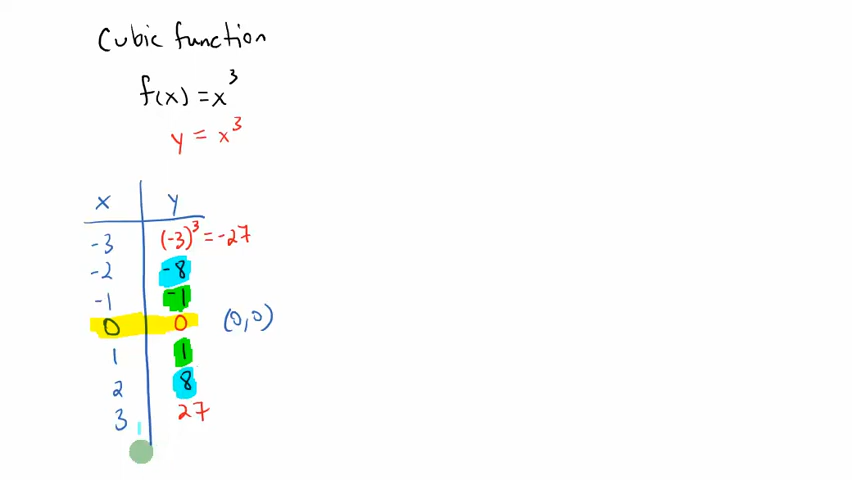 Cubic function
f(x) = x³
y = x³
x y
-3 (-3)³ = -27
-2 -8
-1 -1
0 0 (0,0)
1 1
2 8
3 27